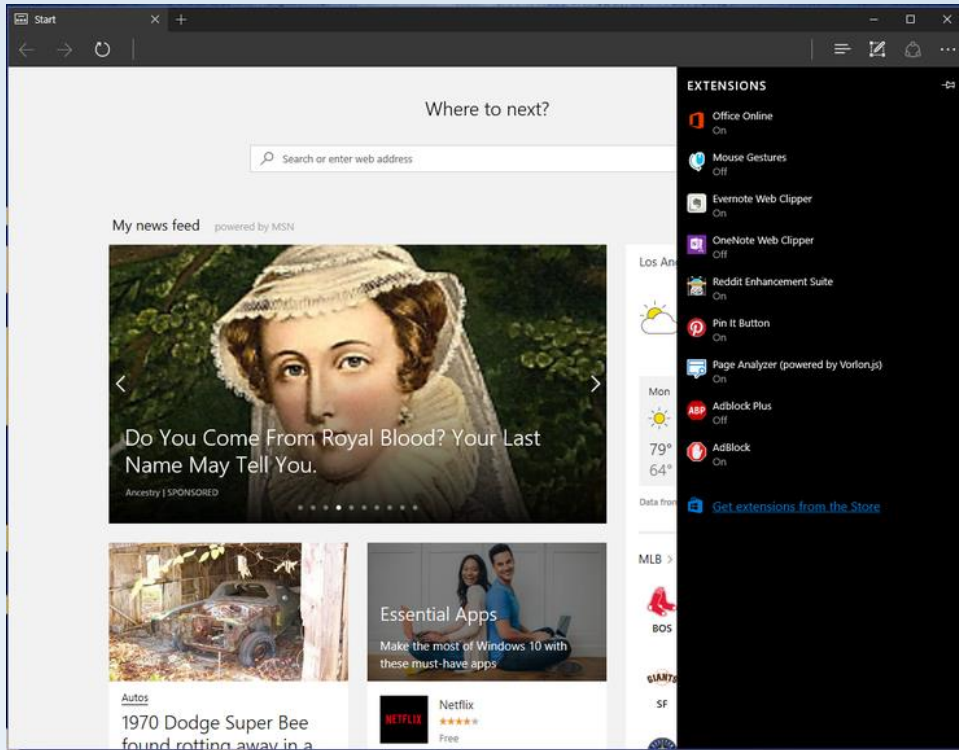 Start
Where to next?
Search or enter web address
My news feed powered by MSN
Do You Come From Royal Blood? Your Last
Name May Tell You.
Ancestry | SPONSORED
Autos
1970 Dodge Super Bee
found rotting away in a
Essential Apps
Make the most of Windows 10 with
these must-have apps
NETFLIX
Netflix
Free
Los An
Mon
79°
64°
Data from
MLB >
BOS
GIANTS
SF
EXTENSIONS
Office Online
On
Mouse Gestures
Off
Evernote Web Clipper
On
OneNote Web Clipper
Off
Reddit Enhancement Suite
On
Pin It Button
On
Page Analyzer (powered by Vorlon.js)
On
ABP
Adblock Plus
Off
AdBlock
On
Get extensions from the Store